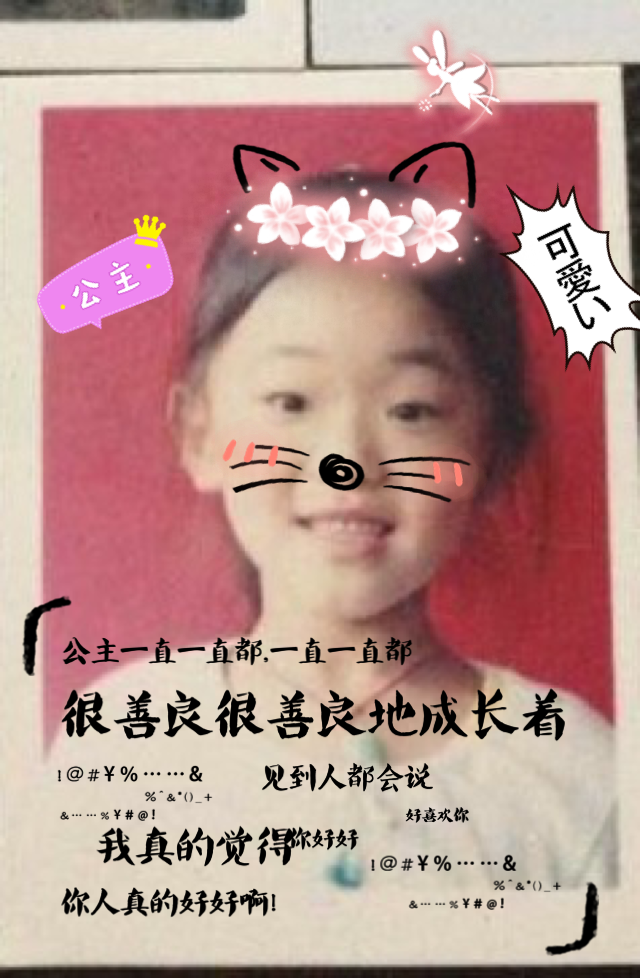 公主
可愛い
公主一直一直都,一直一直都
很善良很善良地成长着
!@#¥%……&
%^&*()_+
&……%¥#@!
见到人都会说
好喜欢你
我真的觉得你好好
!@#¥%……&
%^&*()_+
&……%¥#@!
你人真的好好啊!